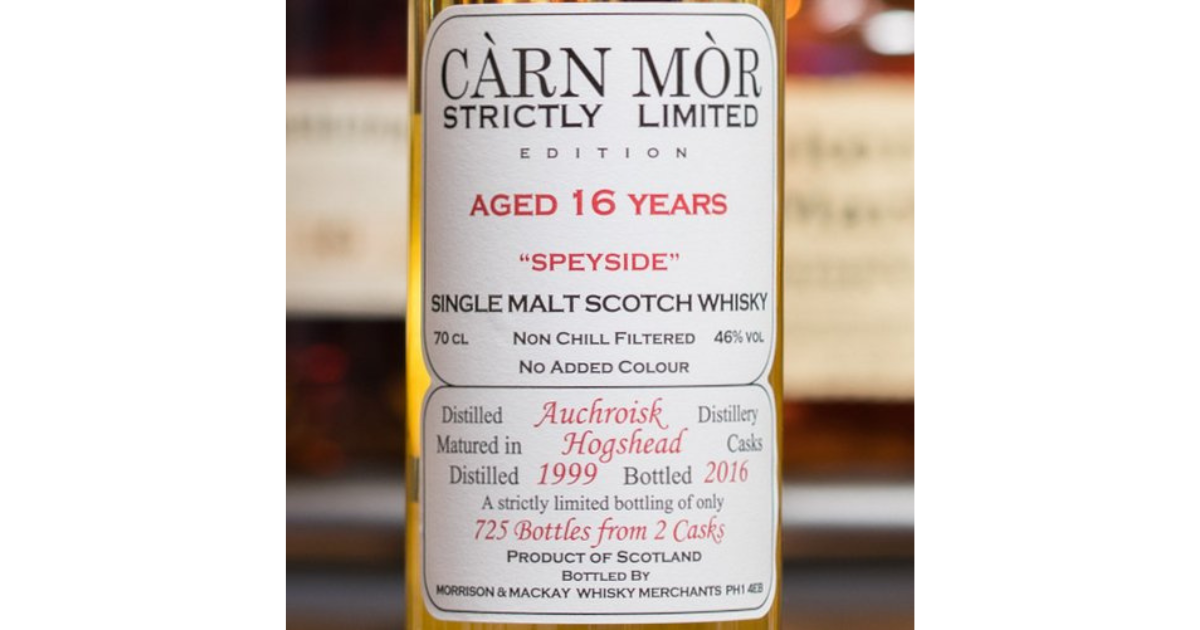 CÀRN MÒR
STRICTLY LIMITED
EDITION
AGED 16 YEARS
“SPEYSIDE”
SINGLE MALT SCOTCH WHISKY
70 CL NON CHILL FILTERED 46% VOL
NO ADDED COLOUR
Distilled Auchroisk Distillery
Matured in Hogshead Casks
Distilled 1999 Bottled 2016
A strictly limited bottling of only
725 Bottles from 2 Casks
PRODUCT OF SCOTLAND
BOTTLED BY
MORRISON & MACKAY WHISKY MERCHANTS PH1 4EB